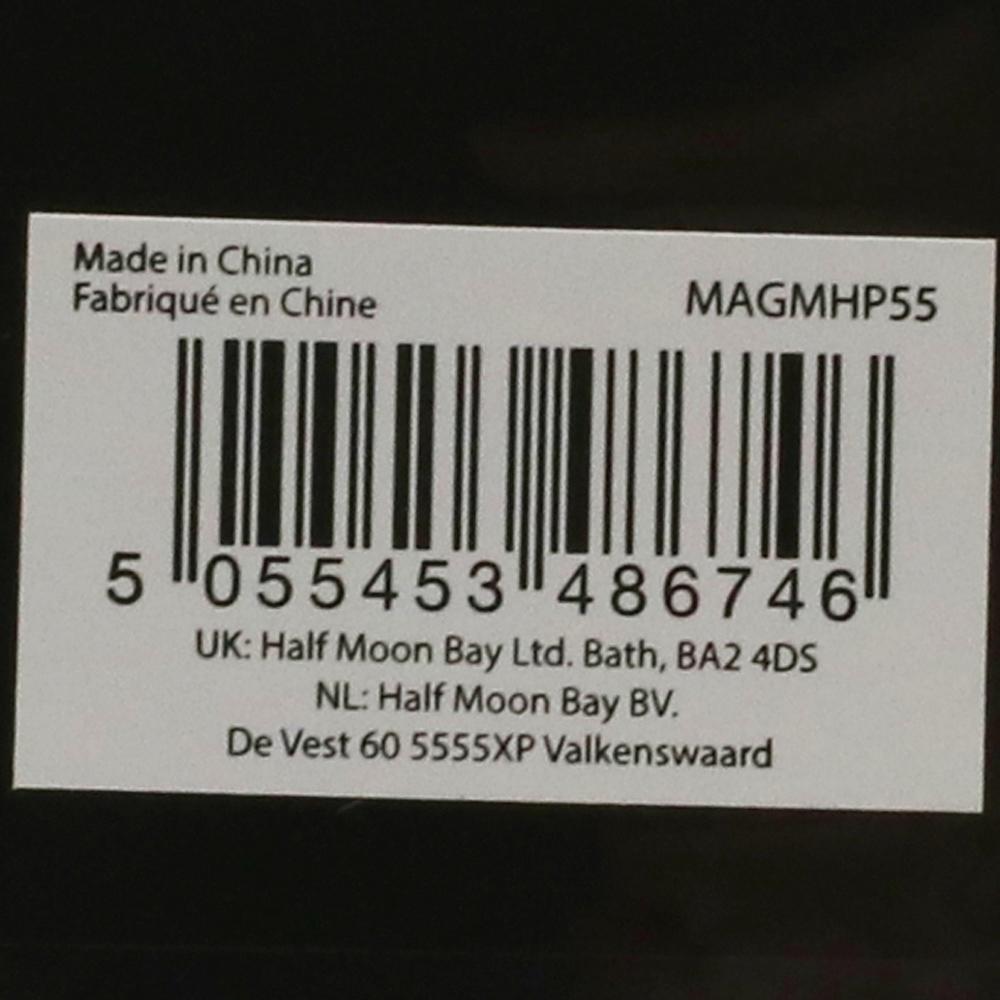 Made in China
Fabriqué en Chine
MAGMHP55
5 055453 486746
UK: Half Moon Bay Ltd. Bath, BA2 4DS
NL: Half Moon Bay BV.
De Vest 60 5555XP Valkenswaard